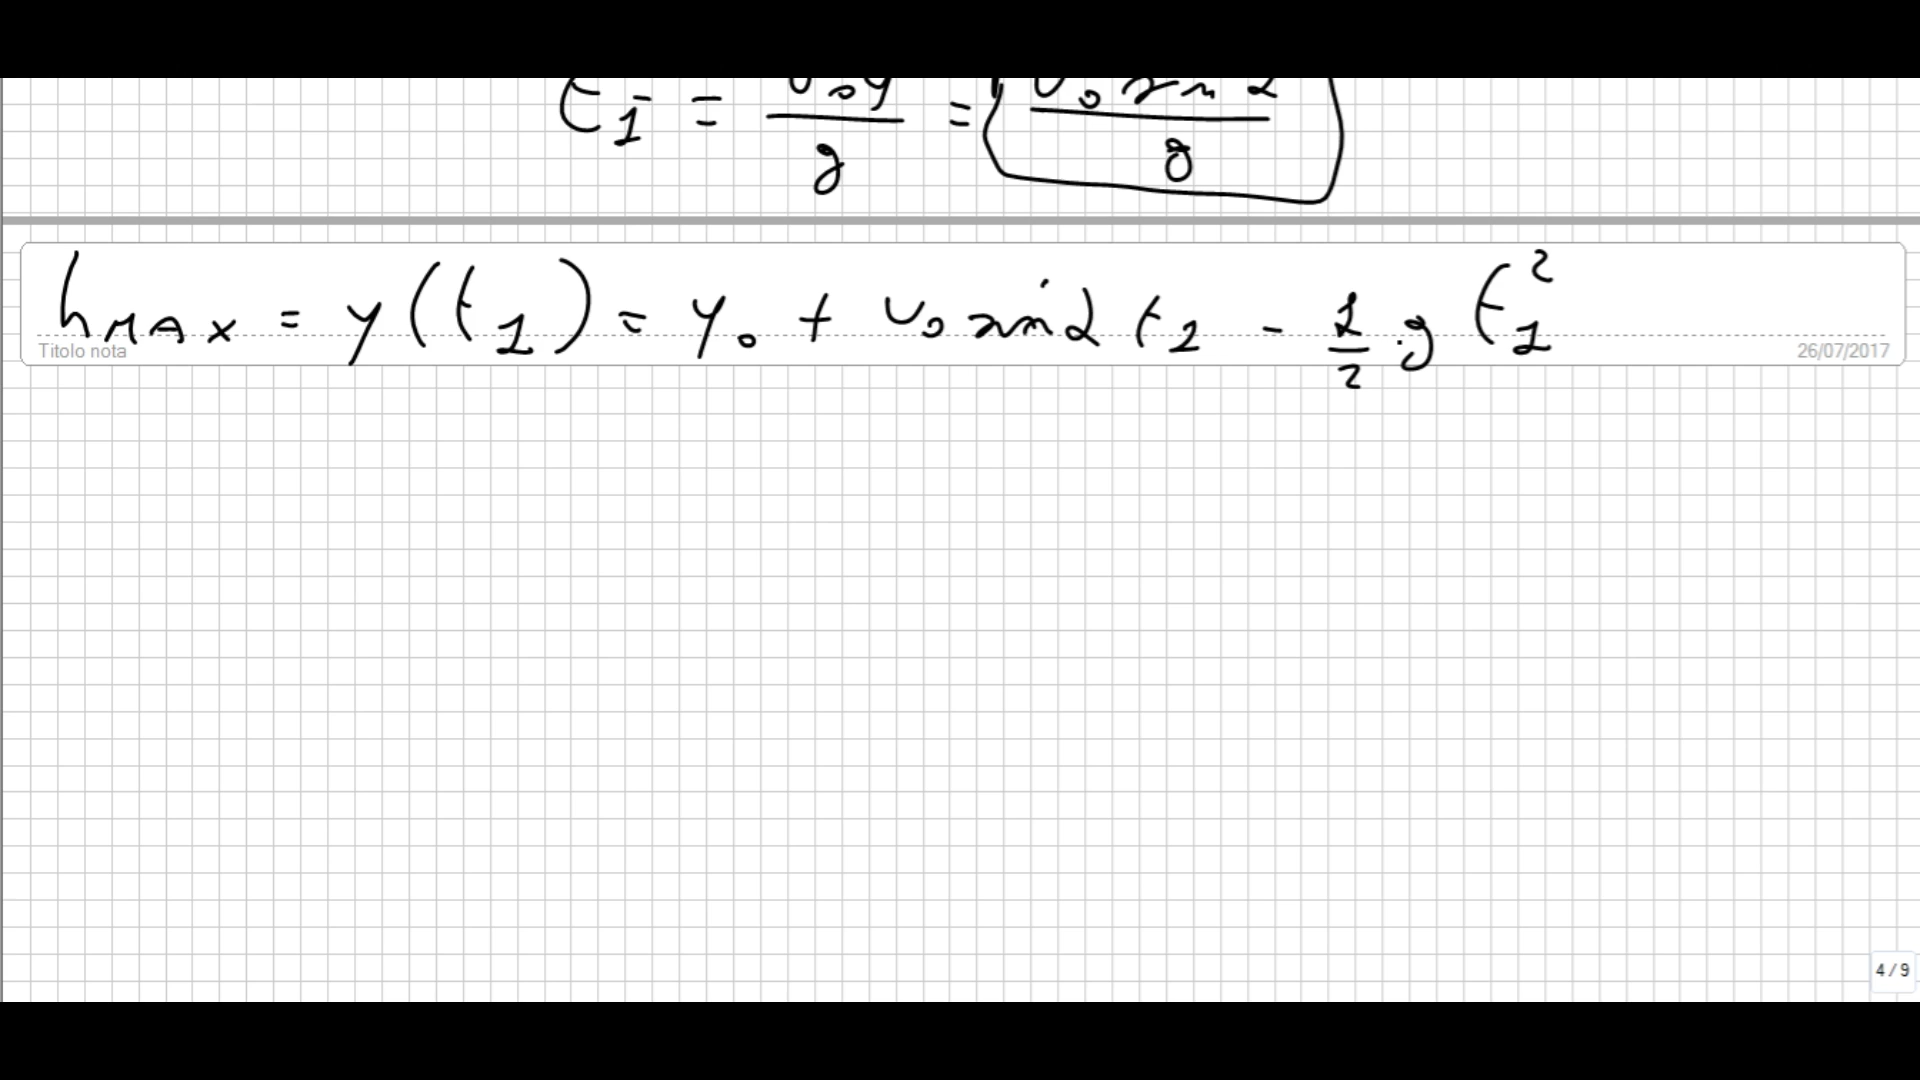 t₁ = v₀y / g = v₀ sin α / g
hMAX = y(t₁) = y₀ + v₀ sin α t₁ - 1/2 · g t₁²
Titolo nota
26/07/2017
4 / 9